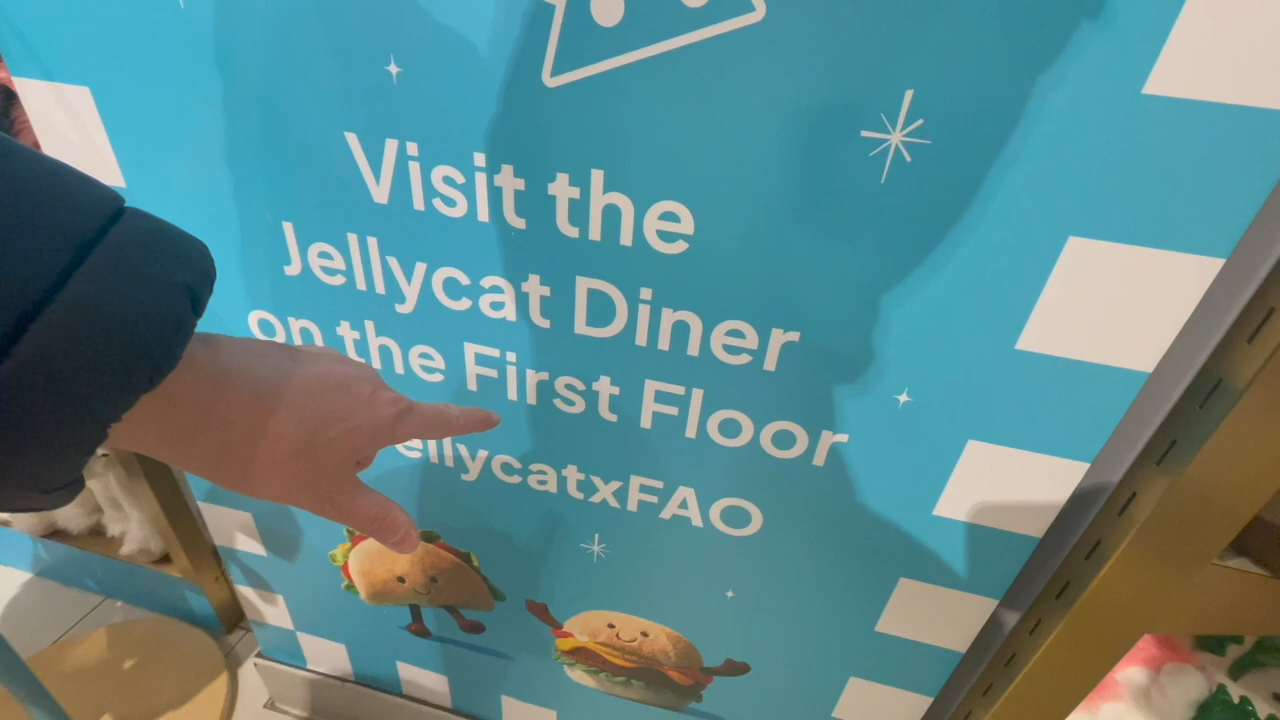 Visit the
Jellycat Diner
on the First Floor
ellycatxFAO